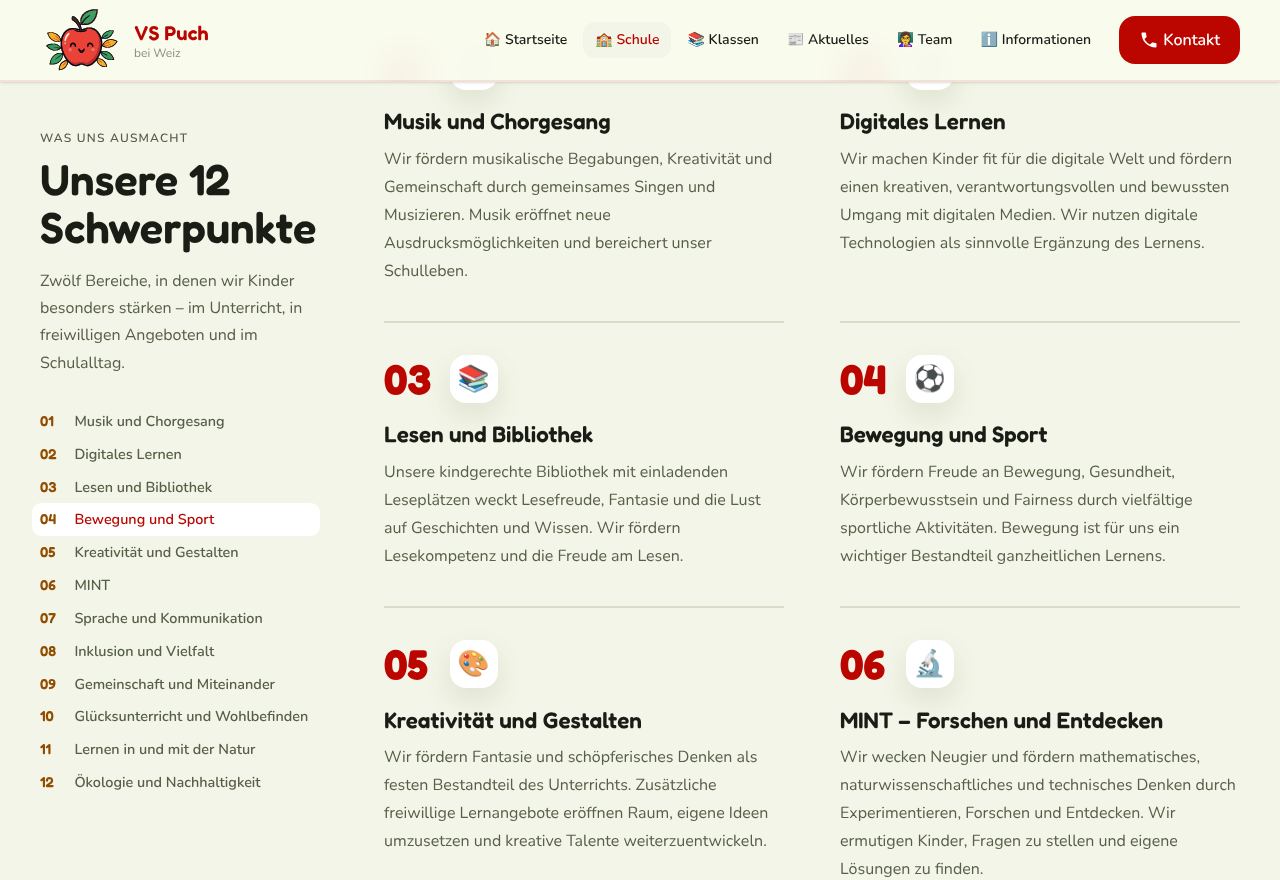 VS Puch
bei Weiz
Startseite
Schule
Klassen
Aktuelles
Team
Informationen
Kontakt
WAS UNS AUSMACHT
Unsere 12
Schwerpunkte
Zwölf Bereiche, in denen wir Kinder
besonders stärken – im Unterricht, in
freiwilligen Angeboten und im
Schulalltag.
01 Musik und Chorgesang
02 Digitales Lernen
03 Lesen und Bibliothek
04 Bewegung und Sport
05 Kreativität und Gestalten
06 MINT
07 Sprache und Kommunikation
08 Inklusion und Vielfalt
09 Gemeinschaft und Miteinander
10 Glücksunterricht und Wohlbefinden
11 Lernen in und mit der Natur
12 Ökologie und Nachhaltigkeit
Musik und Chorgesang
Wir fördern musikalische Begabungen, Kreativität und
Gemeinschaft durch gemeinsames Singen und
Musizieren. Musik eröffnet neue
Ausdrucksmöglichkeiten und bereichert unser
Schulleben.
Digitales Lernen
Wir machen Kinder fit für die digitale Welt und fördern
einen kreativen, verantwortungsvollen und bewussten
Umgang mit digitalen Medien. Wir nutzen digitale
Technologien als sinnvolle Ergänzung des Lernens.
03
Lesen und Bibliothek
Unsere kindgerechte Bibliothek mit einladenden
Leseplätzen weckt Lesefreude, Fantasie und die Lust
auf Geschichten und Wissen. Wir fördern
Lesekompetenz und die Freude am Lesen.
04
Bewegung und Sport
Wir fördern Freude an Bewegung, Gesundheit,
Körperbewusstsein und Fairness durch vielfältige
sportliche Aktivitäten. Bewegung ist für uns ein
wichtiger Bestandteil ganzheitlichen Lernens.
05
Kreativität und Gestalten
Wir fördern Fantasie und schöpferisches Denken als
festen Bestandteil des Unterrichts. Zusätzliche
freiwillige Lernangebote eröffnen Raum, eigene Ideen
umzusetzen und kreative Talente weiterzuentwickeln.
06
MINT – Forschen und Entdecken
Wir wecken Neugier und fördern mathematisches,
naturwissenschaftliches und technisches Denken durch
Experimentieren, Forschen und Entdecken. Wir
ermutigen Kinder, Fragen zu stellen und eigene
Lösungen zu finden.